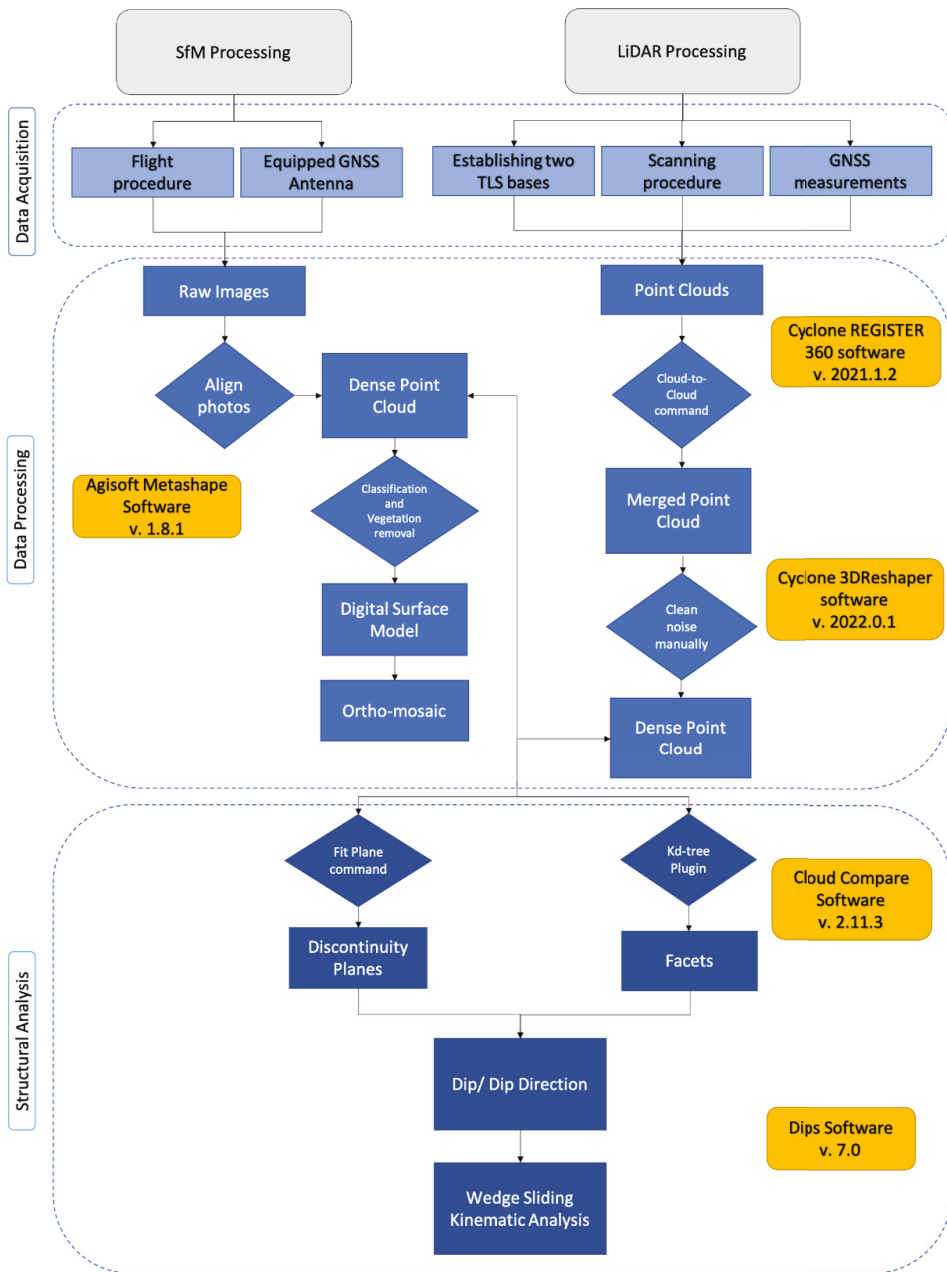 SfM Processing
LiDAR Processing
Data Acquisition
Flight
procedure
Equipped GNSS
Antenna
Establishing two
TLS bases
Scanning
procedure
GNSS
measurements
Data Processing
Raw Images
Point Clouds
Cyclone REGISTER
360 software
v. 2021.1.2
Align
photos
Dense Point
Cloud
Cloud-to-
Cloud
command
Agisoft Metashape
Software
v. 1.8.1
Classification
and
Vegetation
removal
Merged Point
Cloud
Digital Surface
Model
Clean
noise
manually
Cyclone 3DReshaper
software
v. 2022.0.1
Ortho-mosaic
Dense Point
Cloud
Structural Analysis
Fit Plane
command
Kd-tree
Plugin
Cloud Compare
Software
v. 2.11.3
Discontinuity
Planes
Facets
Dip/ Dip Direction
Dips Software
v. 7.0
Wedge Sliding
Kinematic Analysis